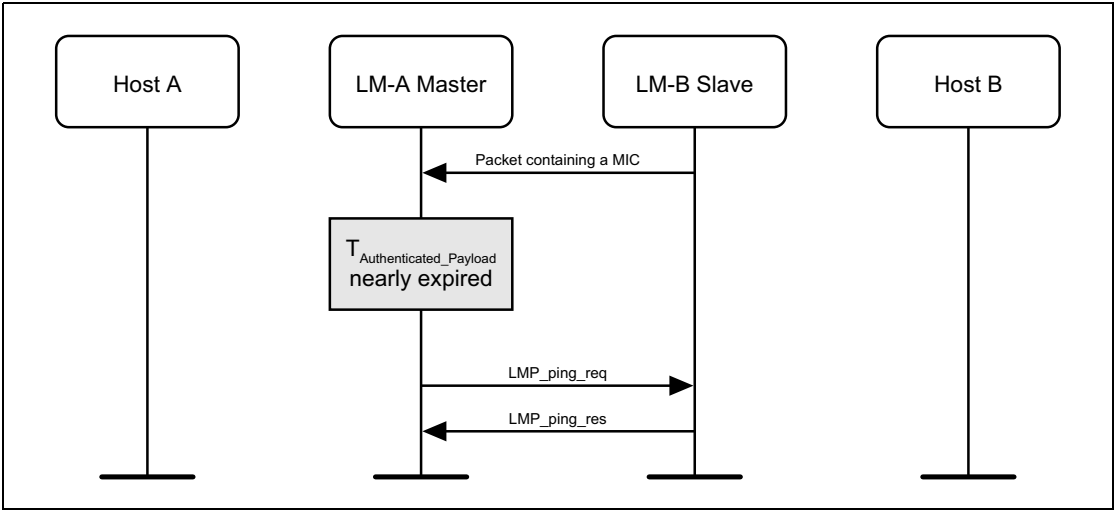 Host A
LM-A Master
LM-B Slave
Host B
Packet containing a MIC
TAuthenticated_Payload
nearly expired
LMP_ping_req
LMP_ping_res